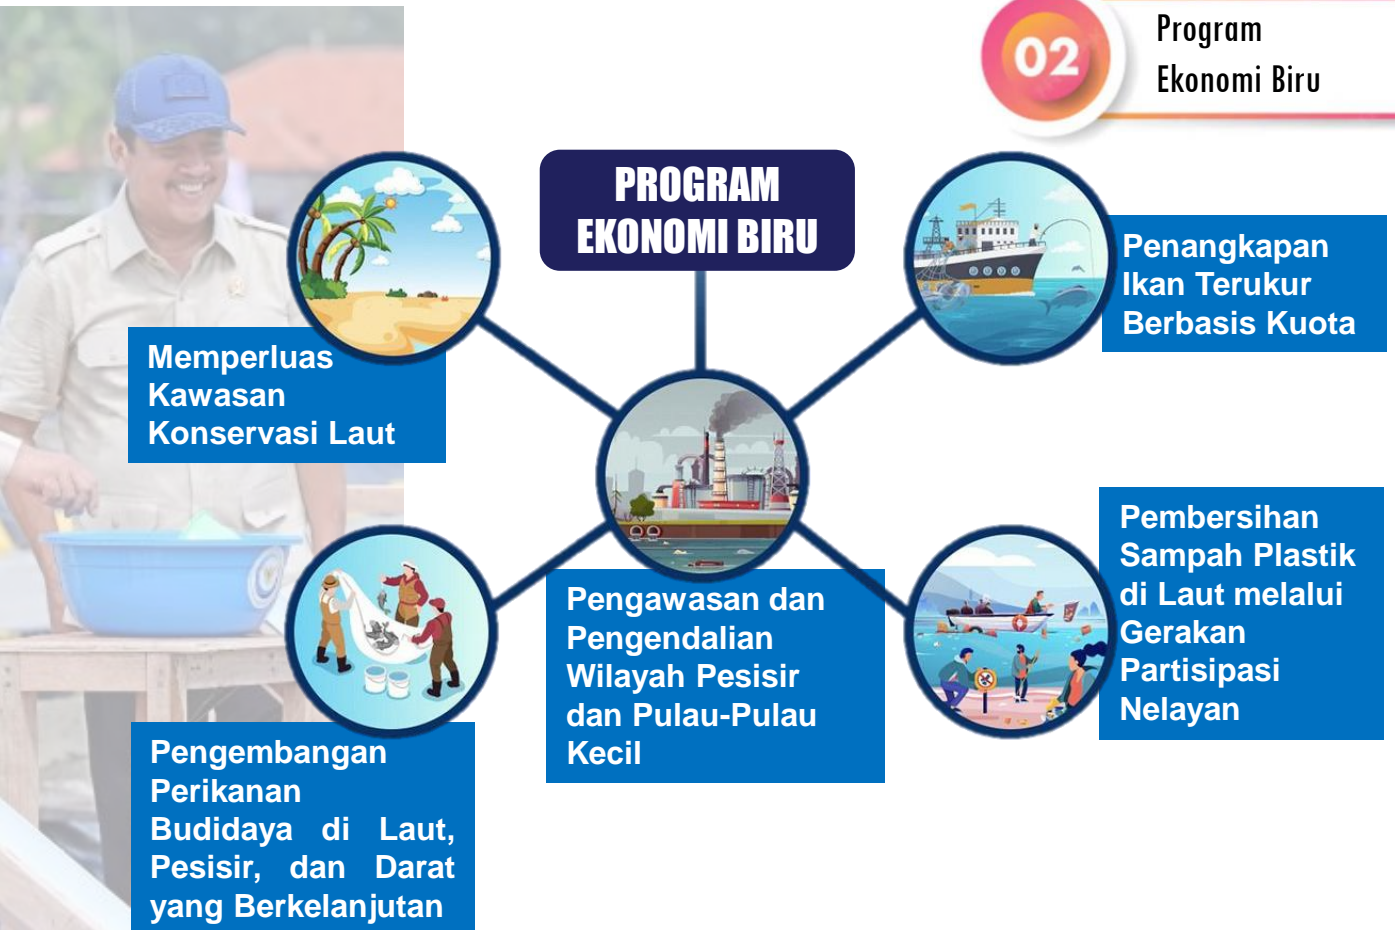 02
Program
Ekonomi Biru
PROGRAM
EKONOMI BIRU
Memperluas
Kawasan
Konservasi Laut
Penangkapan
Ikan Terukur
Berbasis Kuota
Pengembangan
Perikanan
Budidaya di Laut,
Pesisir, dan Darat
yang Berkelanjutan
Pengawasan dan
Pengendalian
Wilayah Pesisir
dan Pulau-Pulau
Kecil
Pembersihan
Sampah Plastik
di Laut melalui
Gerakan
Partisipasi
Nelayan